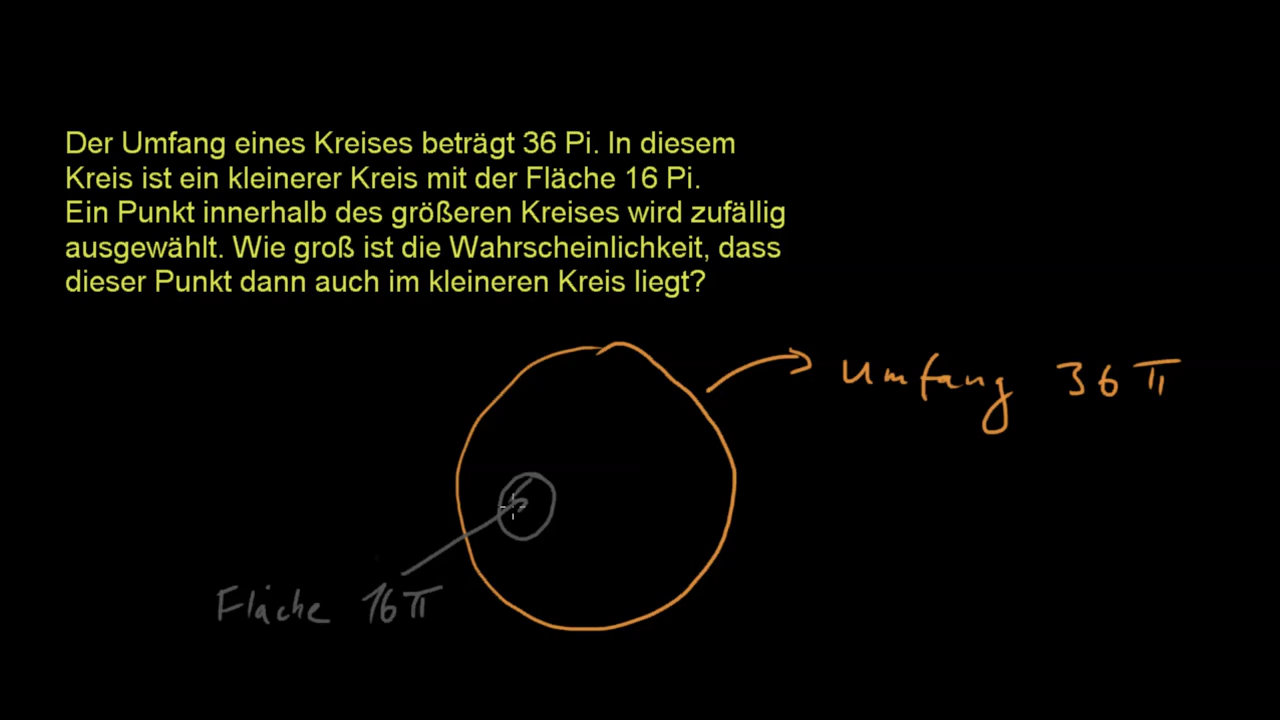 Der Umfang eines Kreises beträgt 36 Pi. In diesem
Kreis ist ein kleinerer Kreis mit der Fläche 16 Pi.
Ein Punkt innerhalb des größeren Kreises wird zufällig
ausgewählt. Wie groß ist die Wahrscheinlichkeit, dass
dieser Punkt dann auch im kleineren Kreis liegt?
Umfang 36 π
Fläche 16 π